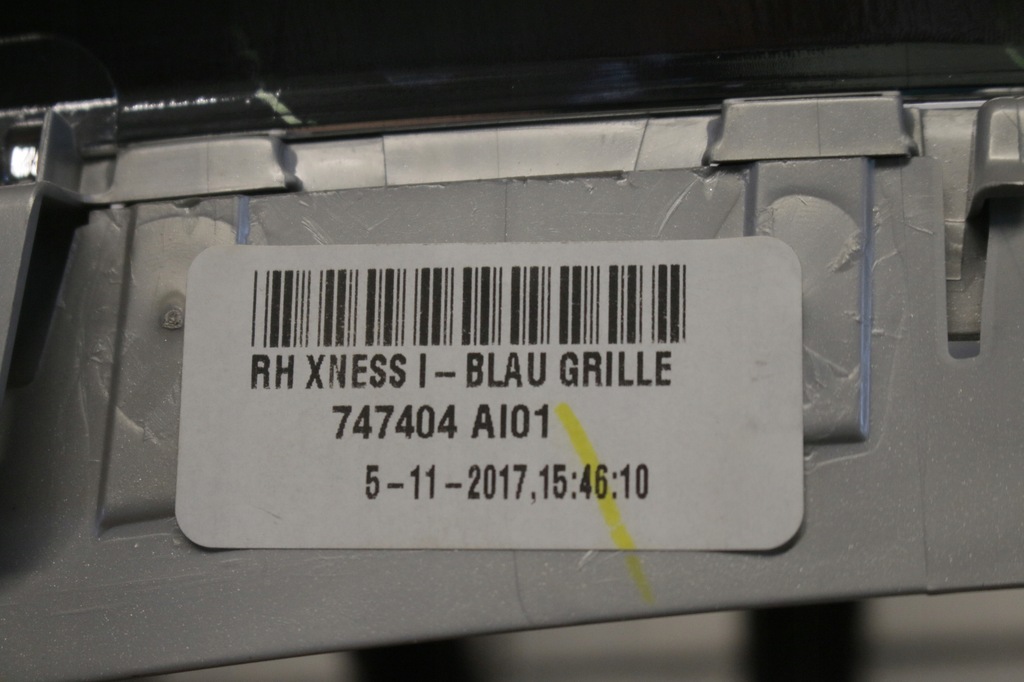 RH XNESS I-BLAU GRILLE
747404 AI01
5-11-2017,15:46:10